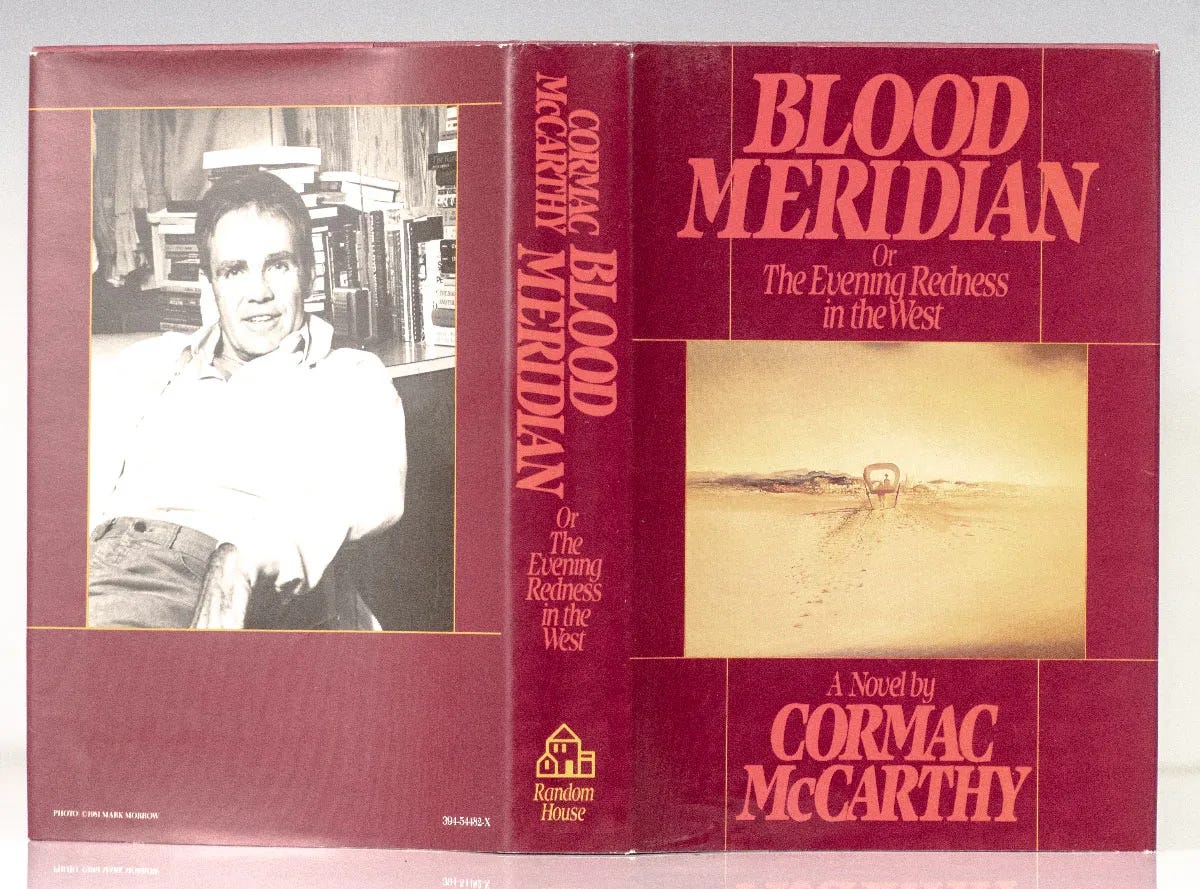 BLOOD
MERIDIAN
Or
The Evening Redness
in the West
A Novel by
CORMAC
McCARTHY
CORMAC
McCARTHY
BLOOD
MERIDIAN
Or
The
Evening
Redness
in the
West
Random
House
PHOTO: ©1981 MARK MORROW
394-54482-X